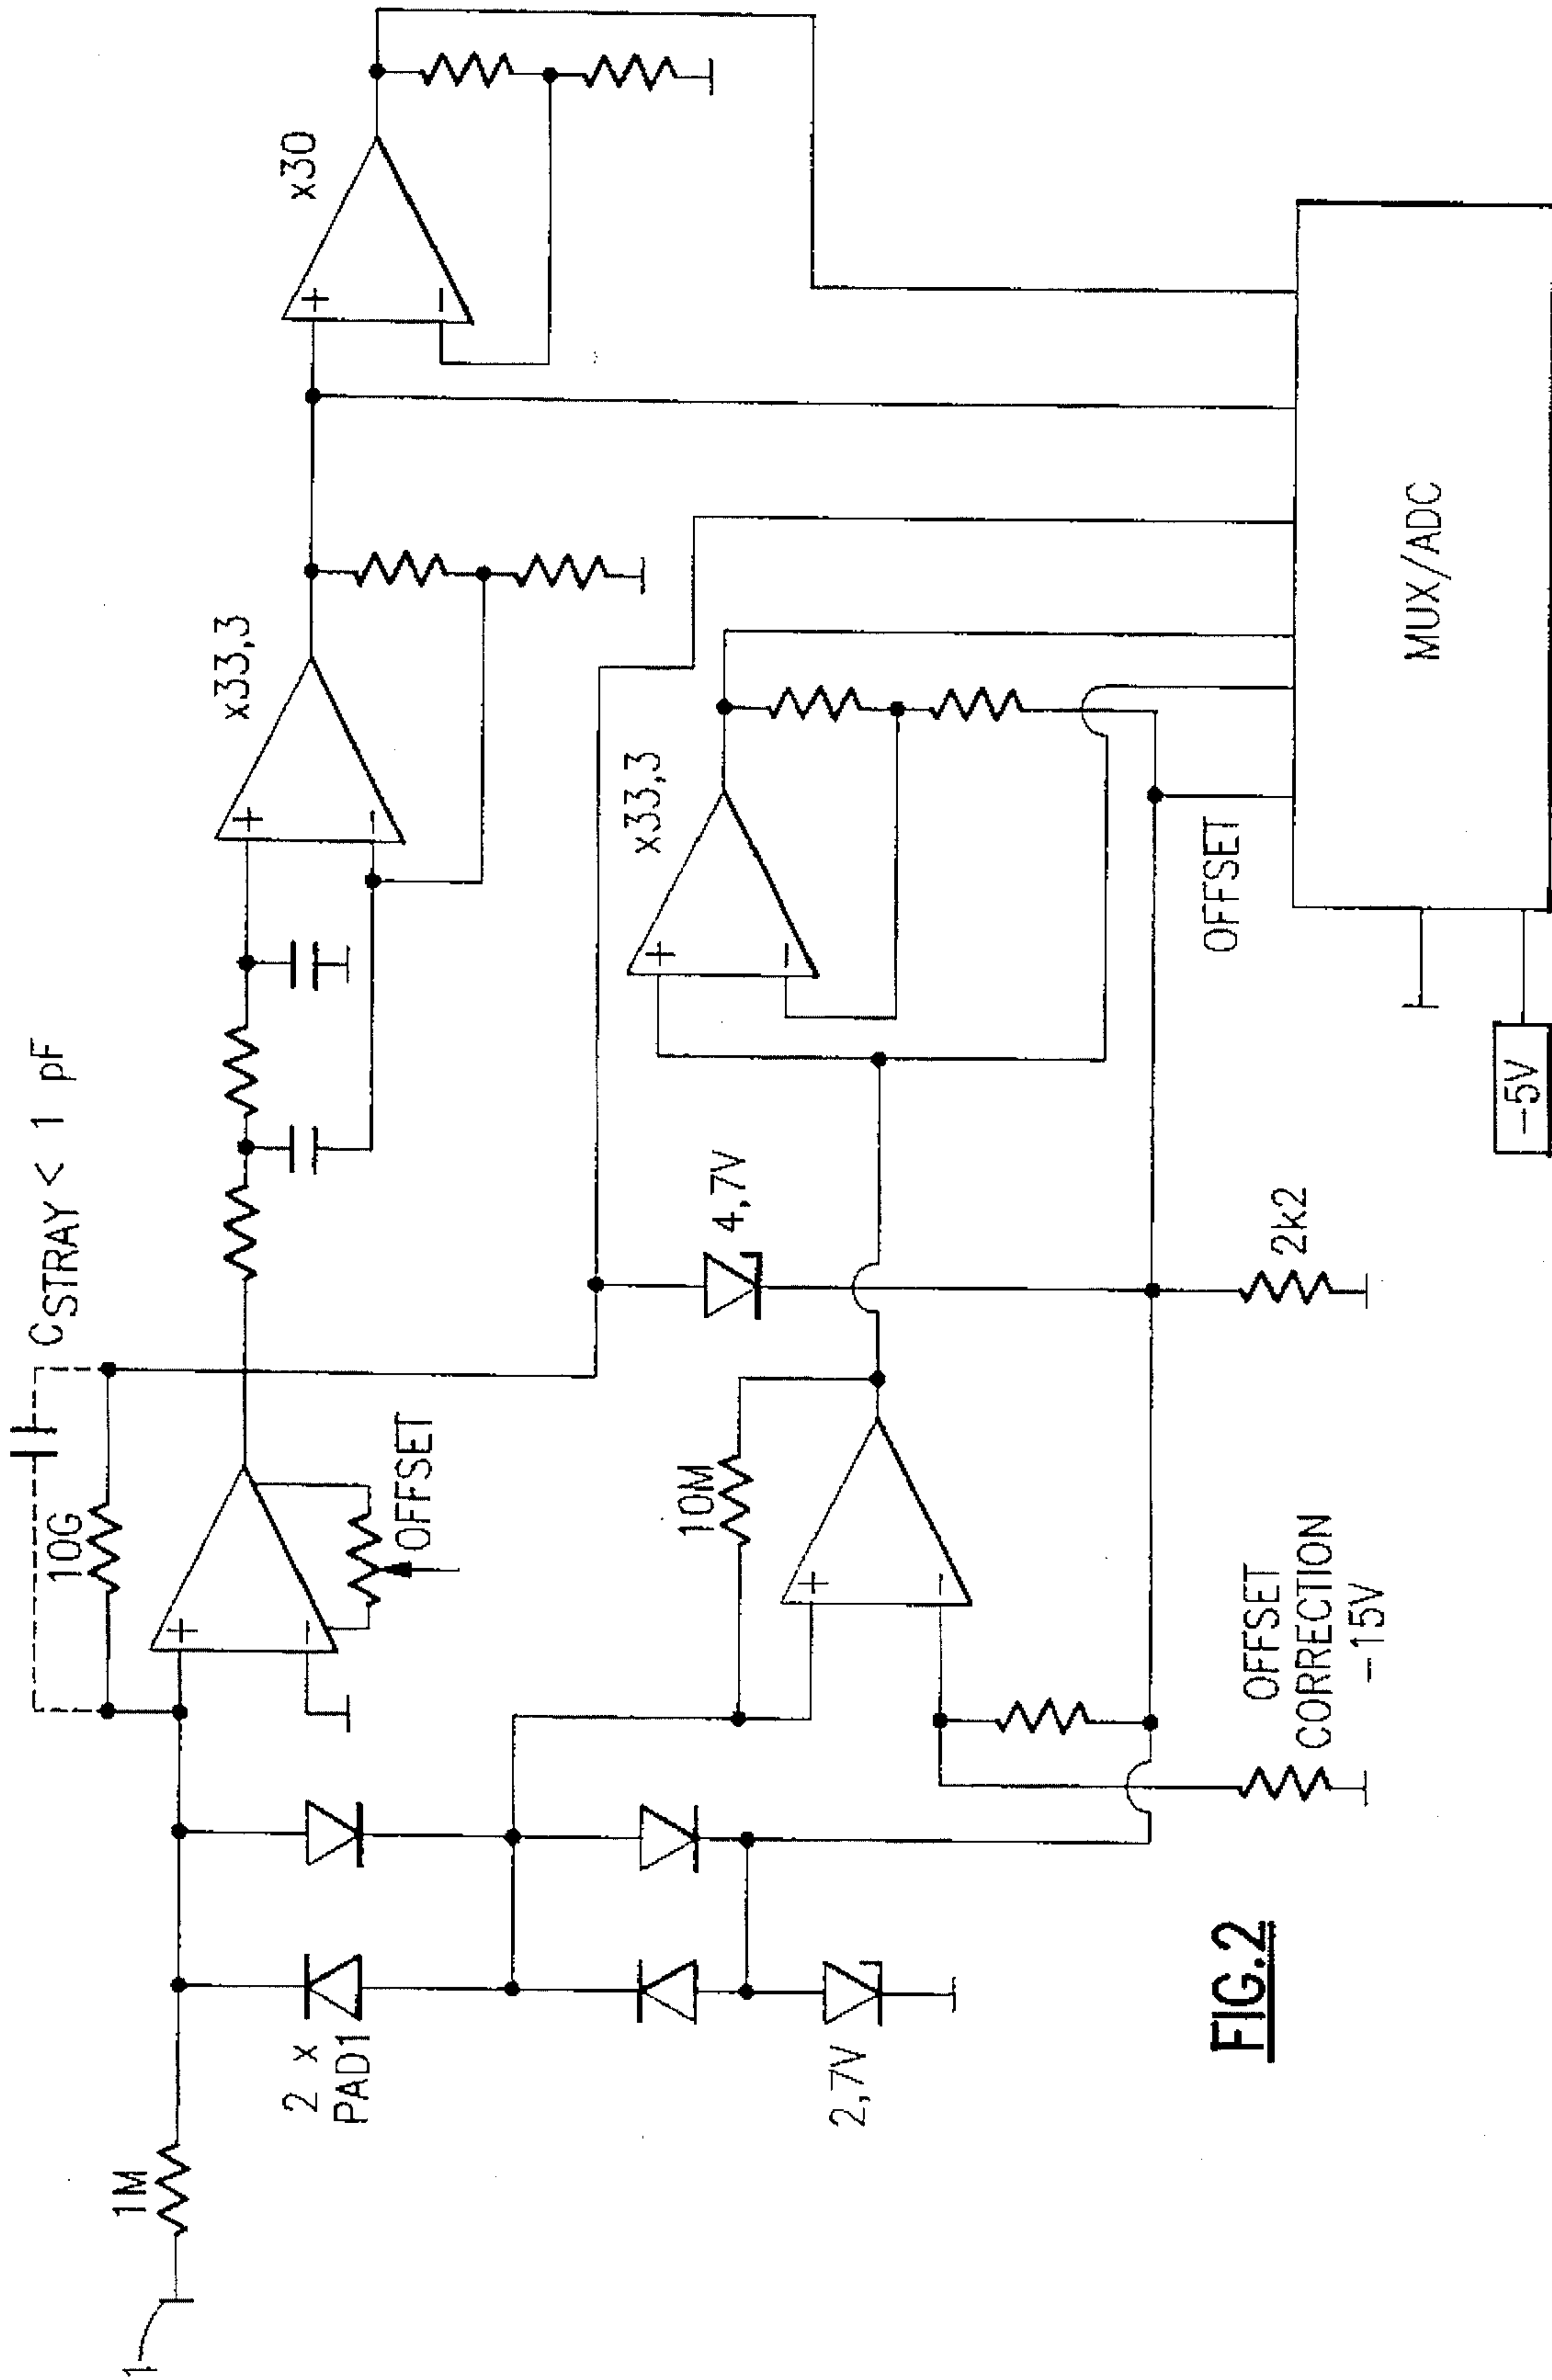 1
1M
2 x
PAD1
2,7V
10G
CSTRAY < 1 pF
OFFSET
10M
4,7V
x33,3
x33,3
x30
OFFSET
CORRECTION
-15V
2k2
OFFSET
MUX/ADC
-5V
+
-
+
-
+
-
+
-
+
-
FIG.2